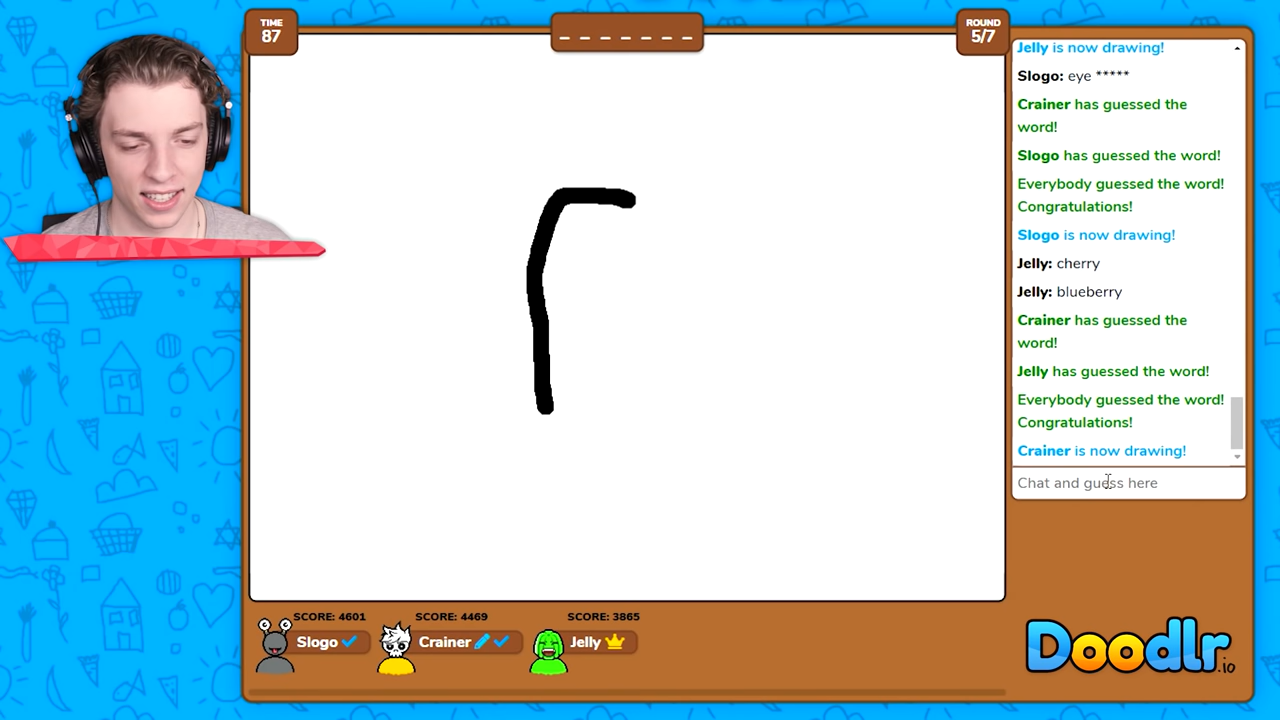 TIME
87
_ _ _ _ _ _ _
ROUND
5/7
Jelly is now drawing!
Slogo: eye *****
Crainer has guessed the
word!
Slogo has guessed the word!
Everybody guessed the word!
Congratulations!
Slogo is now drawing!
Jelly: cherry
Jelly: blueberry
Crainer has guessed the
word!
Jelly has guessed the word!
Everybody guessed the word!
Congratulations!
Crainer is now drawing!
Chat and guess here
SCORE: 4601
Slogo
SCORE: 4469
Crainer
SCORE: 3865
Jelly
Doodlr.io